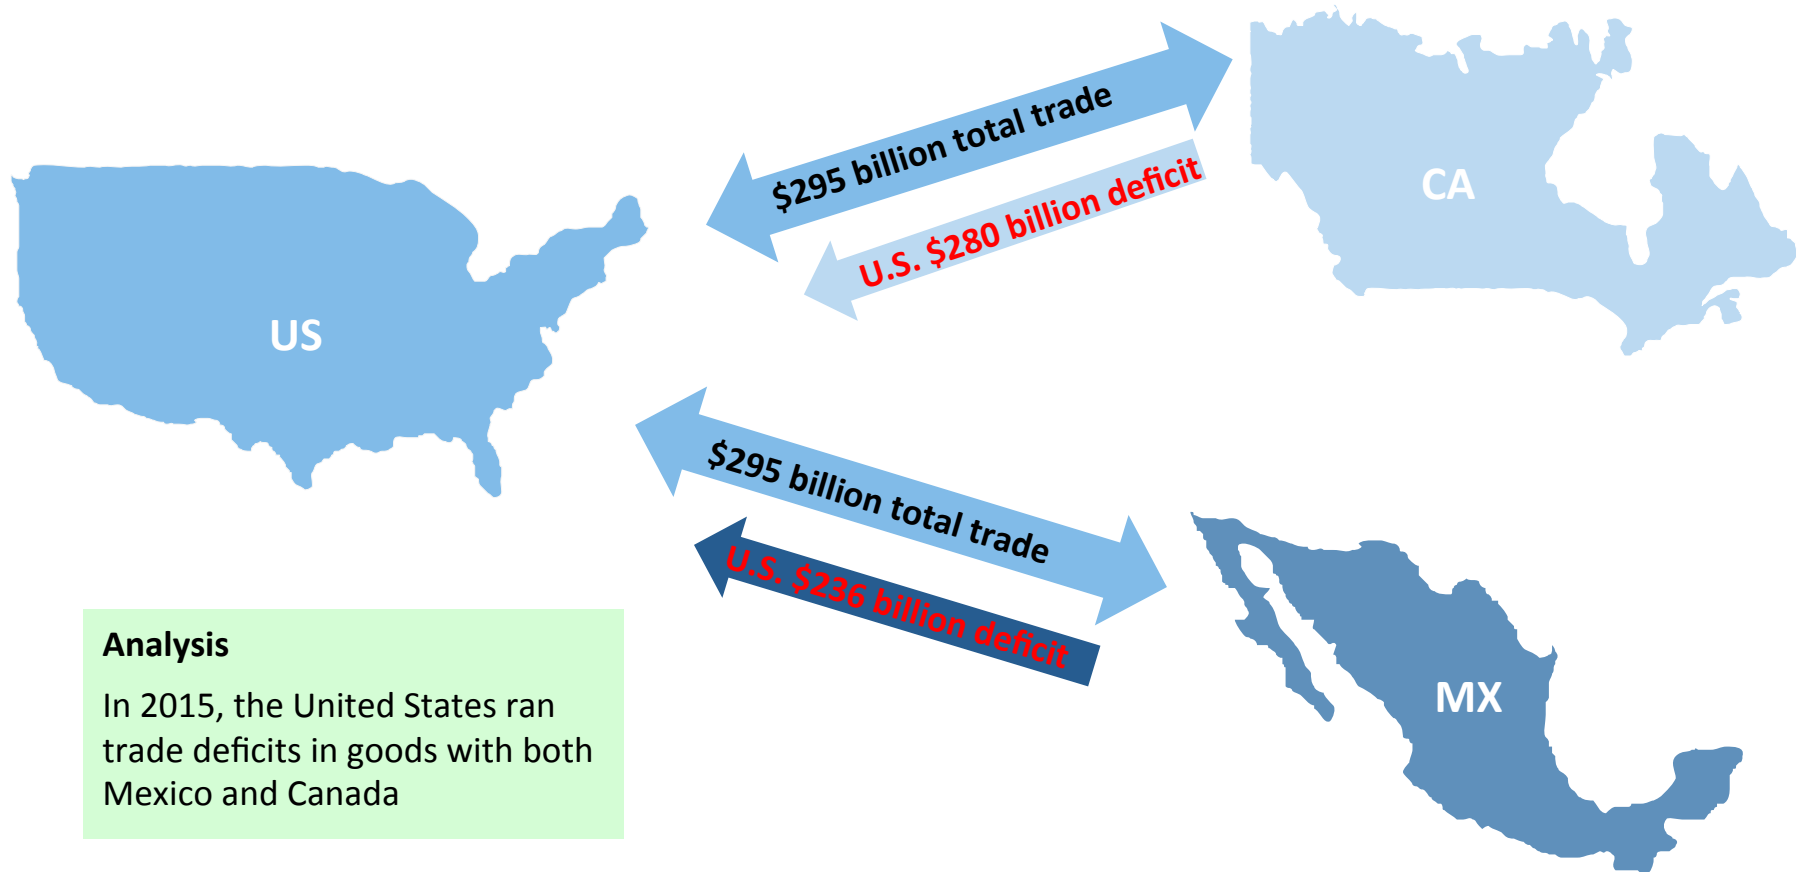 $295 billion total trade
U.S. $280 billion deficit
CA
US
$295 billion total trade
U.S. $236 billion deficit
MX
Analysis
In 2015, the United States ran
trade deficits in goods with both
Mexico and Canada